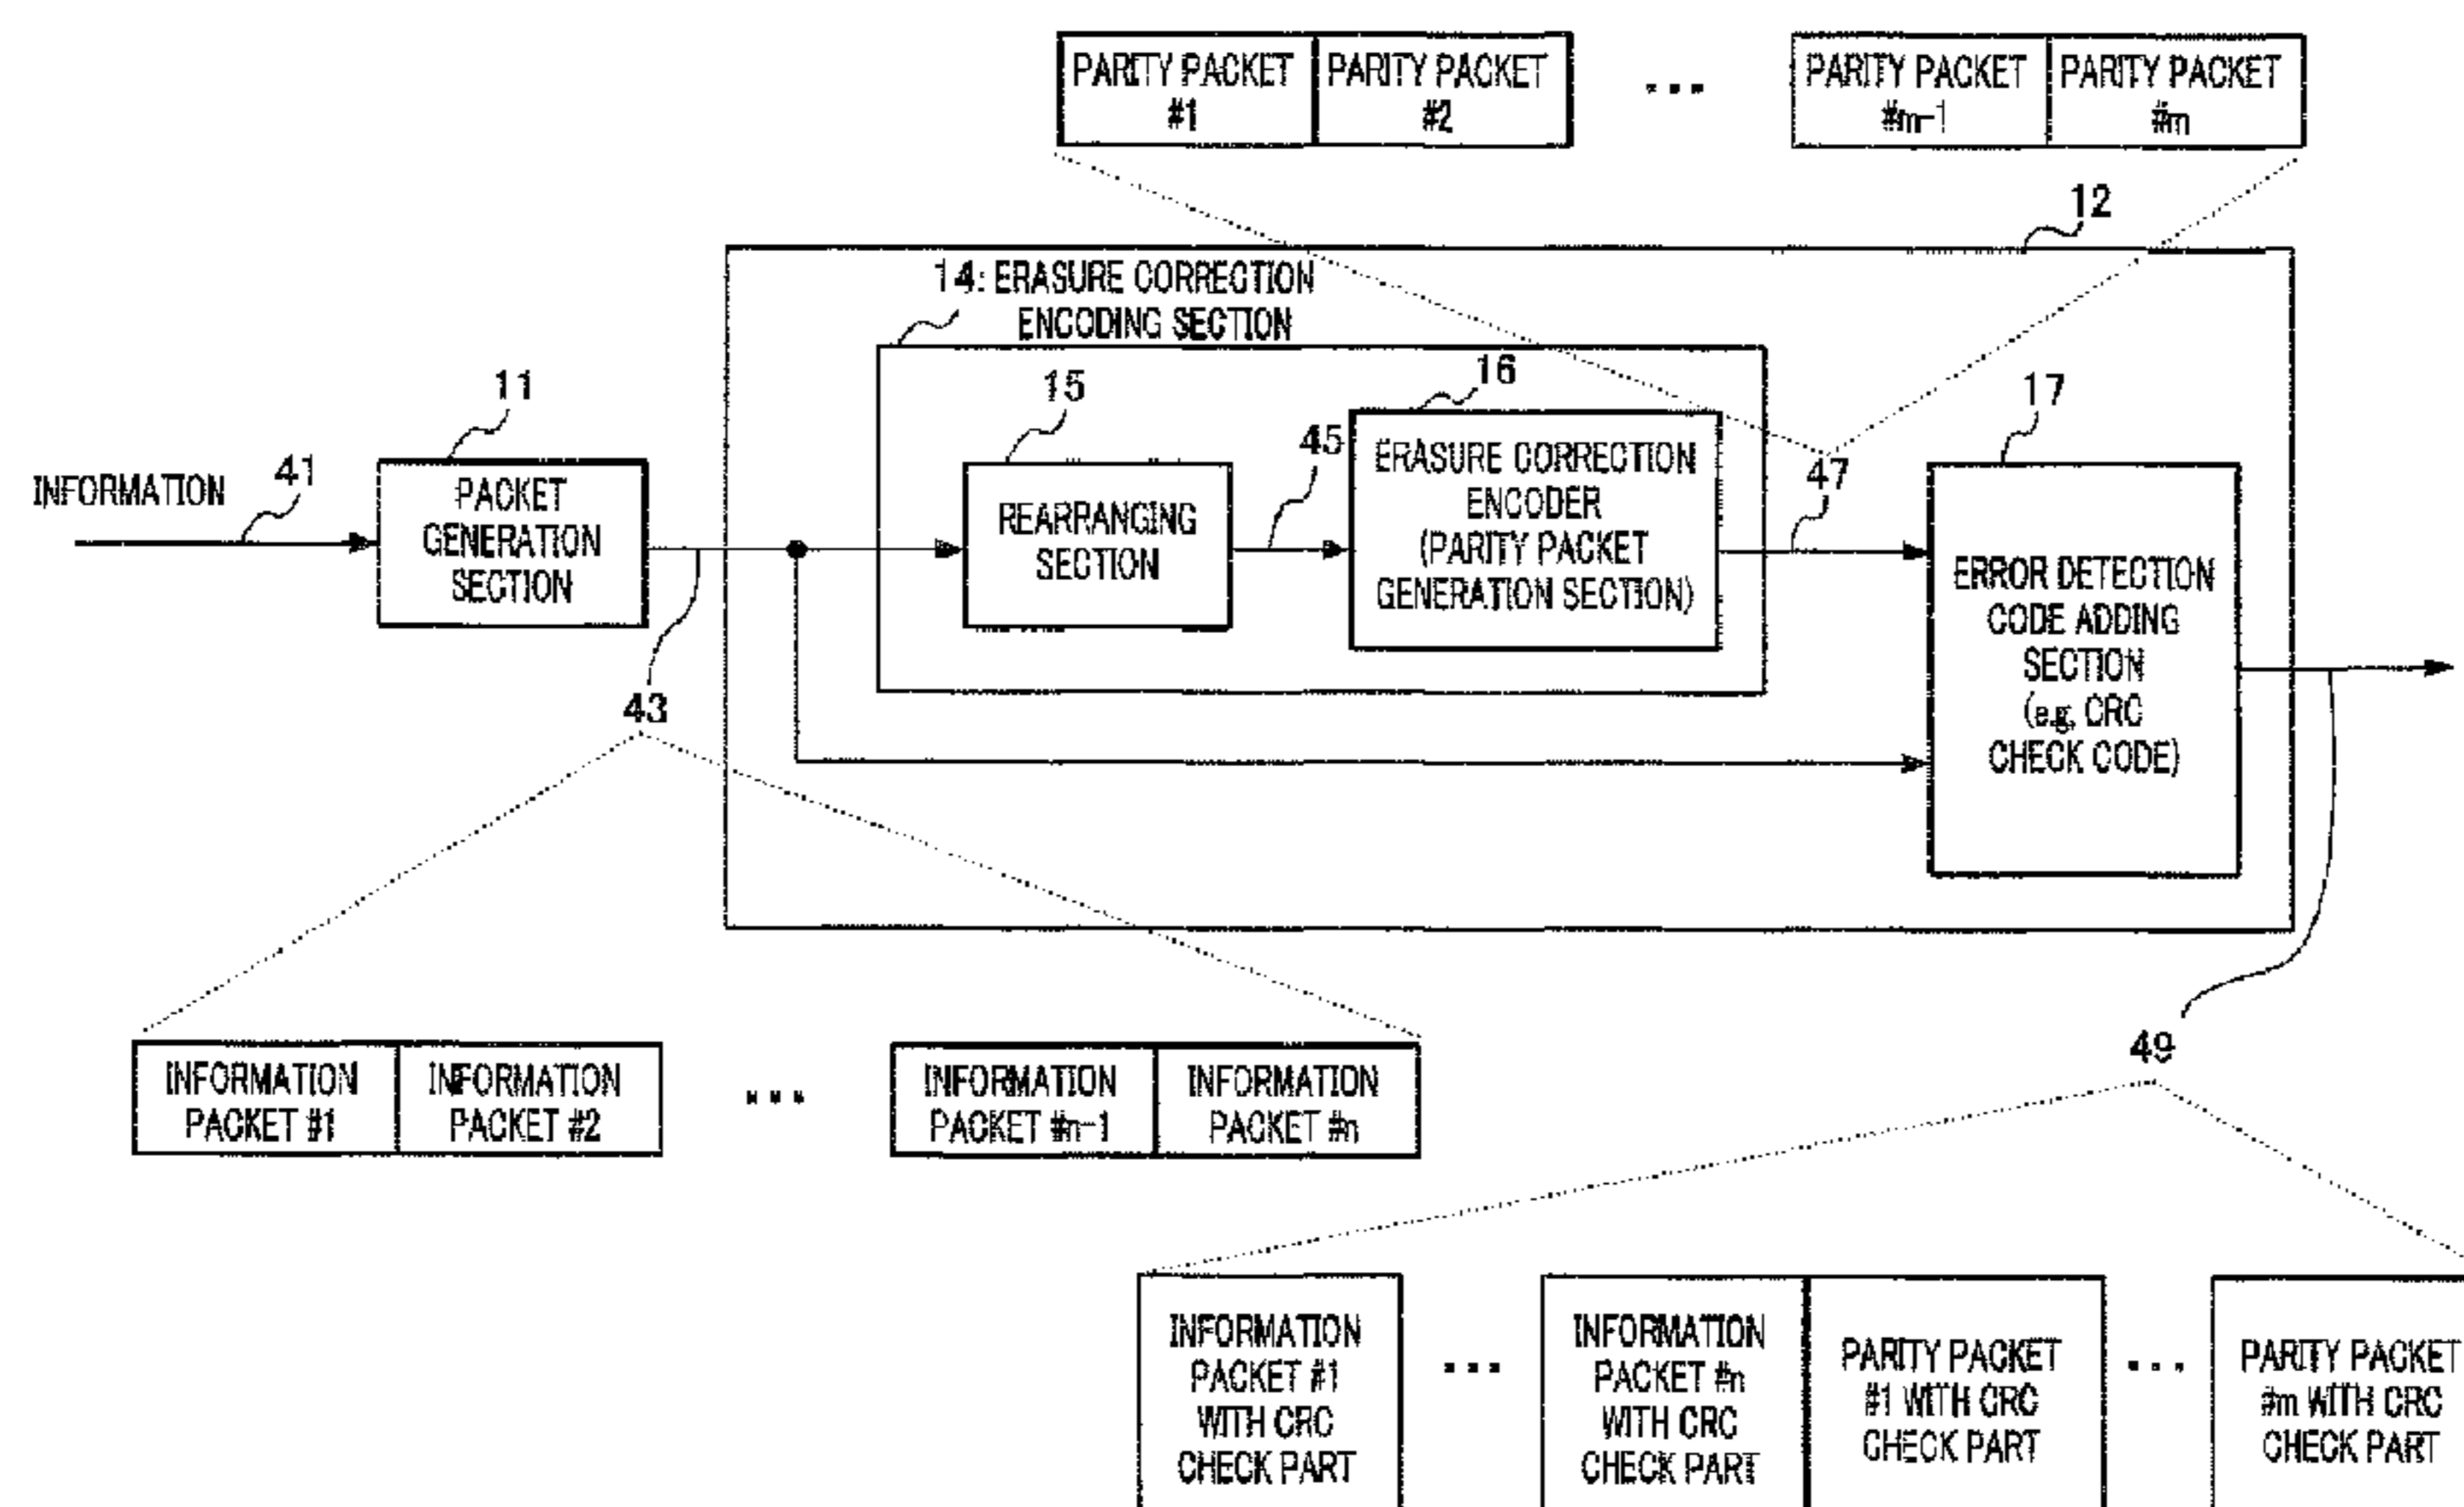 PARITY PACKET #1
PARITY PACKET #2
...
PARITY PACKET #m-1
PARITY PACKET #m
12
14: ERASURE CORRECTION
ENCODING SECTION
11
15
16
17
INFORMATION
41
PACKET
GENERATION
SECTION
43
REARRANGING
SECTION
45
ERASURE CORRECTION
ENCODER
(PARITY PACKET
GENERATION SECTION)
47
ERROR DETECTION
CODE ADDING
SECTION
(e.g. CRC
CHECK CODE)
49
INFORMATION
PACKET #1
INFORMATION
PACKET #2
...
INFORMATION
PACKET #n-1
INFORMATION
PACKET #n
INFORMATION
PACKET #1
WITH CRC
CHECK PART
...
INFORMATION
PACKET #n
WITH CRC
CHECK PART
PARITY PACKET
#1 WITH CRC
CHECK PART
...
PARITY PACKET
#m WITH CRC
CHECK PART